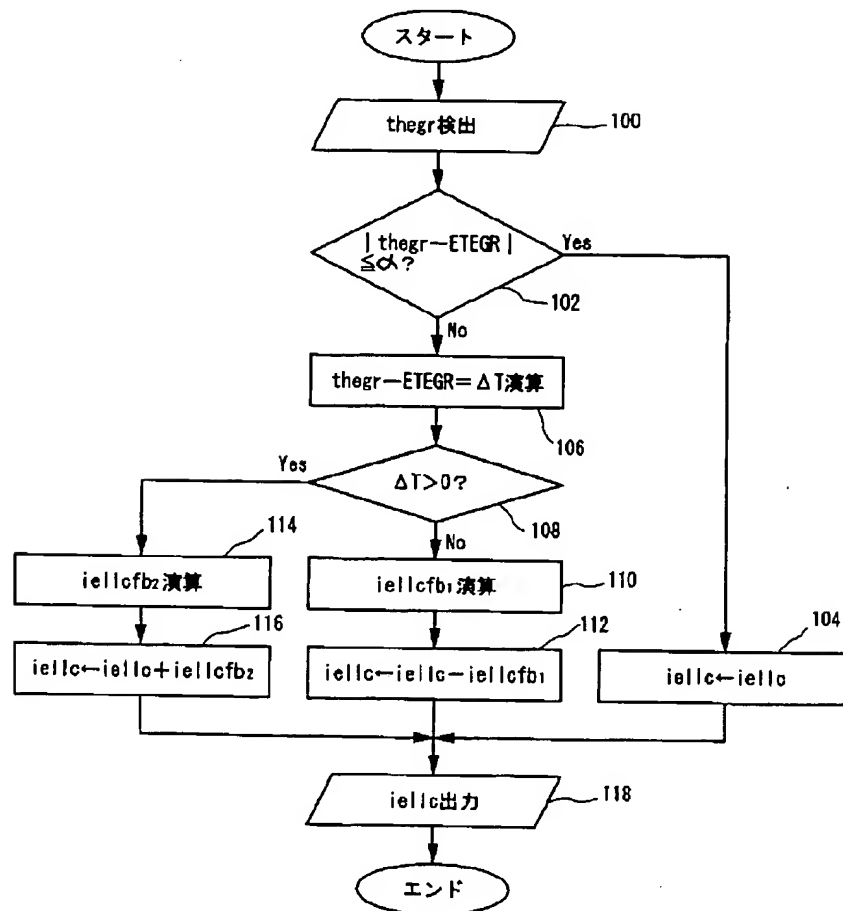 スタート
thegr検出
100
|thegr−ETEGR|
≦α?
Yes
102
No
thegr−ETEGR=ΔT演算
106
Yes
ΔT>0?
108
No
114
iellcfb₂演算
iellcfb₁演算
110
116
iellc←iellc+iellcfb₂
112
iellc←iellc−iellcfb₁
104
iellc←iellc
iellc出力
118
エンド